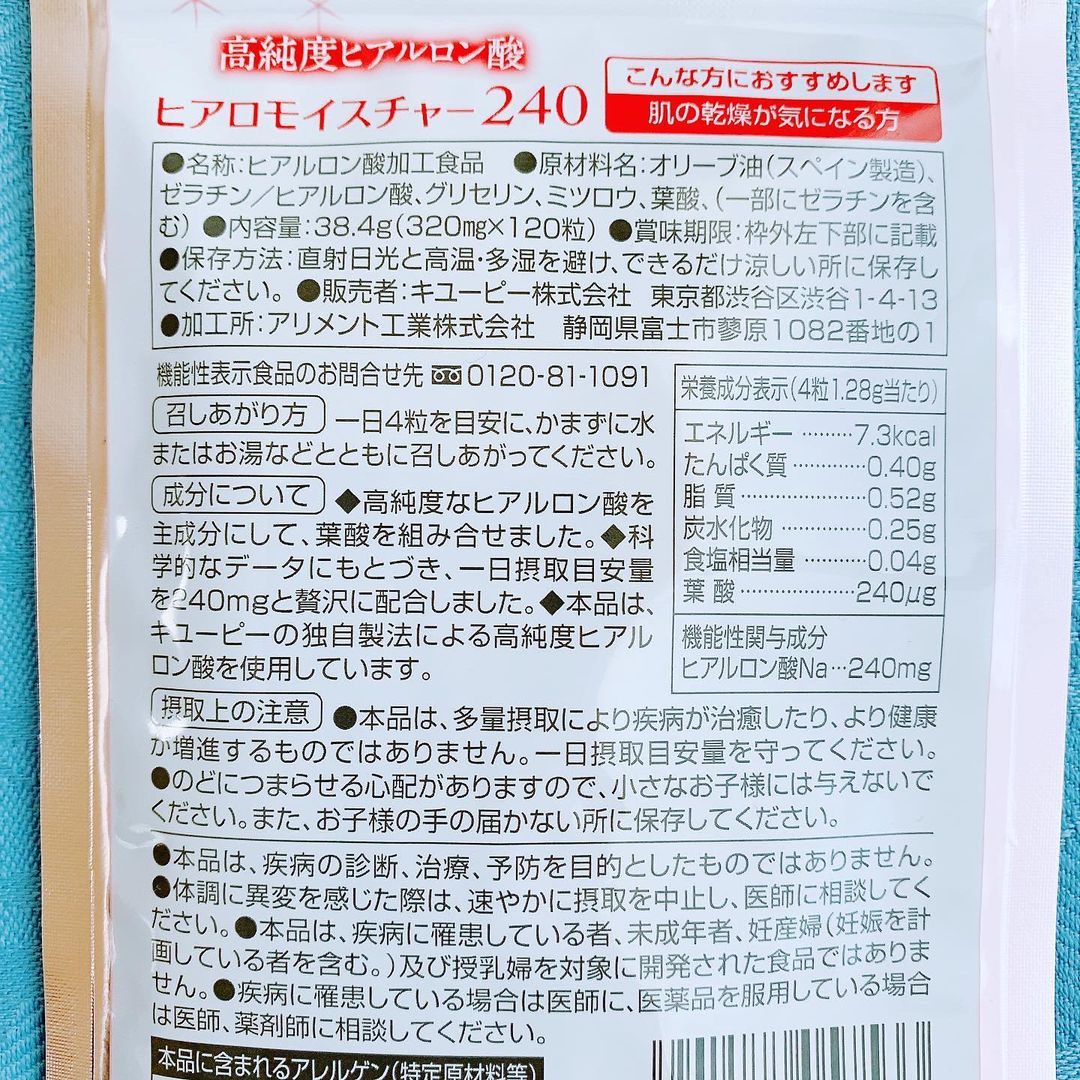 高純度ヒアルロン酸
ヒアロモイスチャー240
こんな方におすすめします
肌の乾燥が気になる方
●名称:ヒアルロン酸加工食品 ●原材料名:オリーブ油(スペイン製造)、
ゼラチン/ヒアルロン酸、グリセリン、ミツロウ、葉酸、(一部にゼラチンを含
む) ●内容量:38.4g(320mg×120粒) ●賞味期限:枠外左下部に記載
●保存方法:直射日光と高温・多湿を避け、できるだけ涼しい所に保存し
てください。 ●販売者:キユーピー株式会社 東京都渋谷区渋谷1-4-13
●加工所:アリメント工業株式会社 静岡県富士市蓼原1082番地の1
機能性表示食品のお問合せ先 0120-81-1091
召しあがり方 一日4粒を目安に、かまずに水
またはお湯などとともに召しあがってください。
成分について ◆高純度なヒアルロン酸を
主成分にして、葉酸を組み合せました。◆科
学的なデータにもとづき、一日摂取目安量
を240mgと贅沢に配合しました。◆本品は、
キユーピーの独自製法による高純度ヒアル
ロン酸を使用しています。
栄養成分表示(4粒1.28g当たり)
エネルギー………7.3kcal
たんぱく質…………0.40g
脂質…………………0.52g
炭水化物……………0.25g
食塩相当量…………0.04g
葉酸…………………240μg
機能性関与成分
ヒアルロン酸Na…240mg
摂取上の注意 ●本品は、多量摂取により疾病が治癒したり、より健康
が増進するものではありません。一日摂取目安量を守ってください。
●のどにつまらせる心配がありますので、小さなお子様には与えないで
ください。また、お子様の手の届かない所に保存してください。
●本品は、疾病の診断、治療、予防を目的としたものではありません。
●体調に異変を感じた際は、速やかに摂取を中止し、医師に相談してく
ださい。●本品は、疾病に罹患している者、未成年者、妊産婦(妊娠を計
画している者を含む。)及び授乳婦を対象に開発された食品ではありま
せん。●疾病に罹患している場合は医師に、医薬品を服用している場合
は医師、薬剤師に相談してください。
本品に含まれるアレルゲン(特定原材料等)